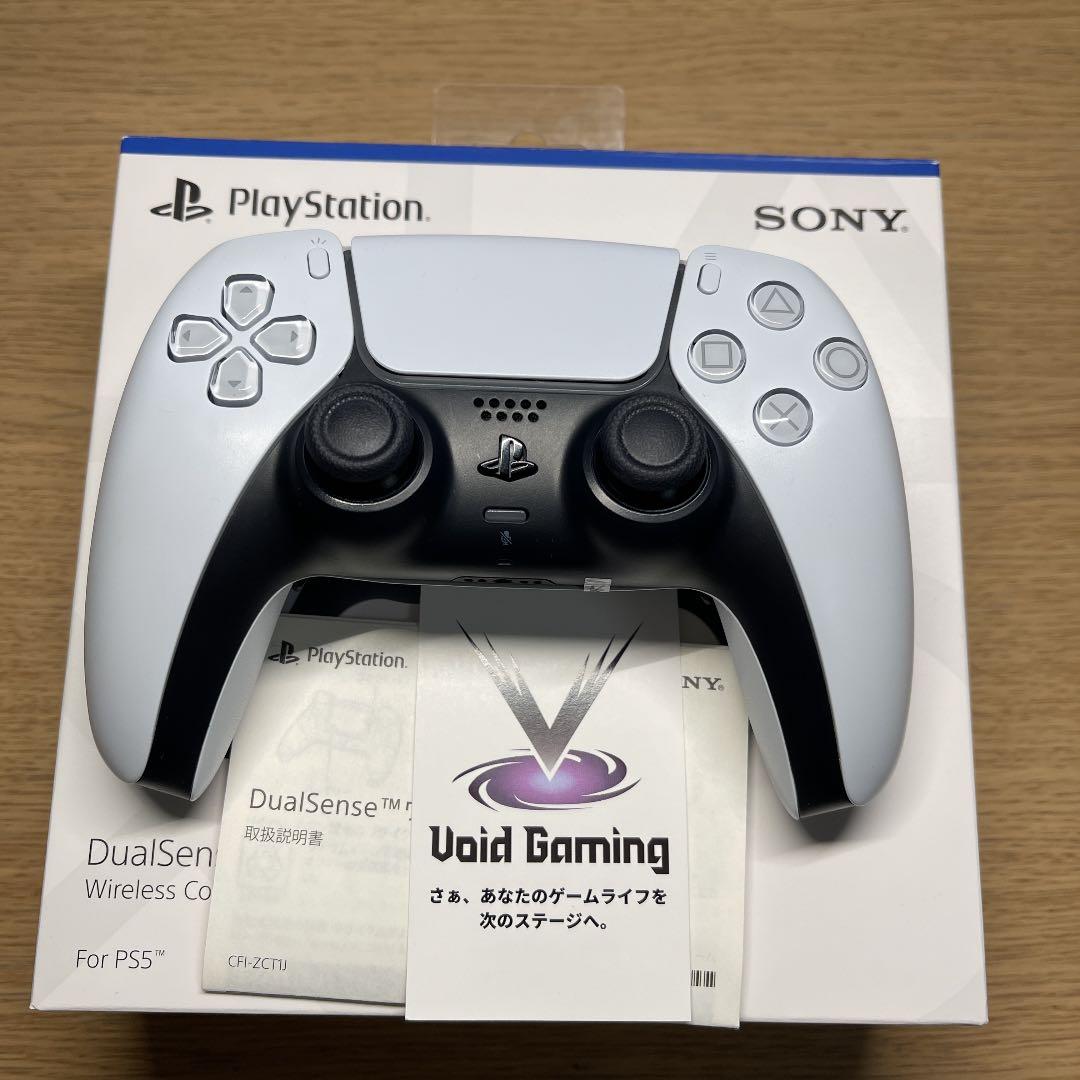 PlayStation®
SONY®
PlayStation®
NY®
DualSense™ ワ
取扱説明書
CFI-ZCT1J
Void Gaming
さぁ、あなたのゲームライフを
次のステージへ。
DualSen
Wireless Co
For PS5™